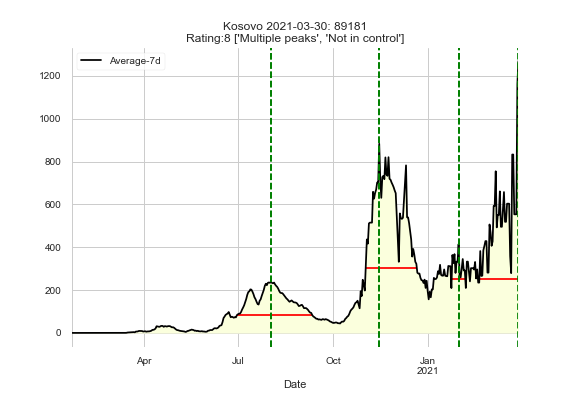 Kosovo 2021-03-30: 89181
Rating:8 ['Multiple peaks', 'Not in control']
Average-7d
1200
1000
800
600
400
200
0
Apr
Jul
Oct
Jan
2021
Date